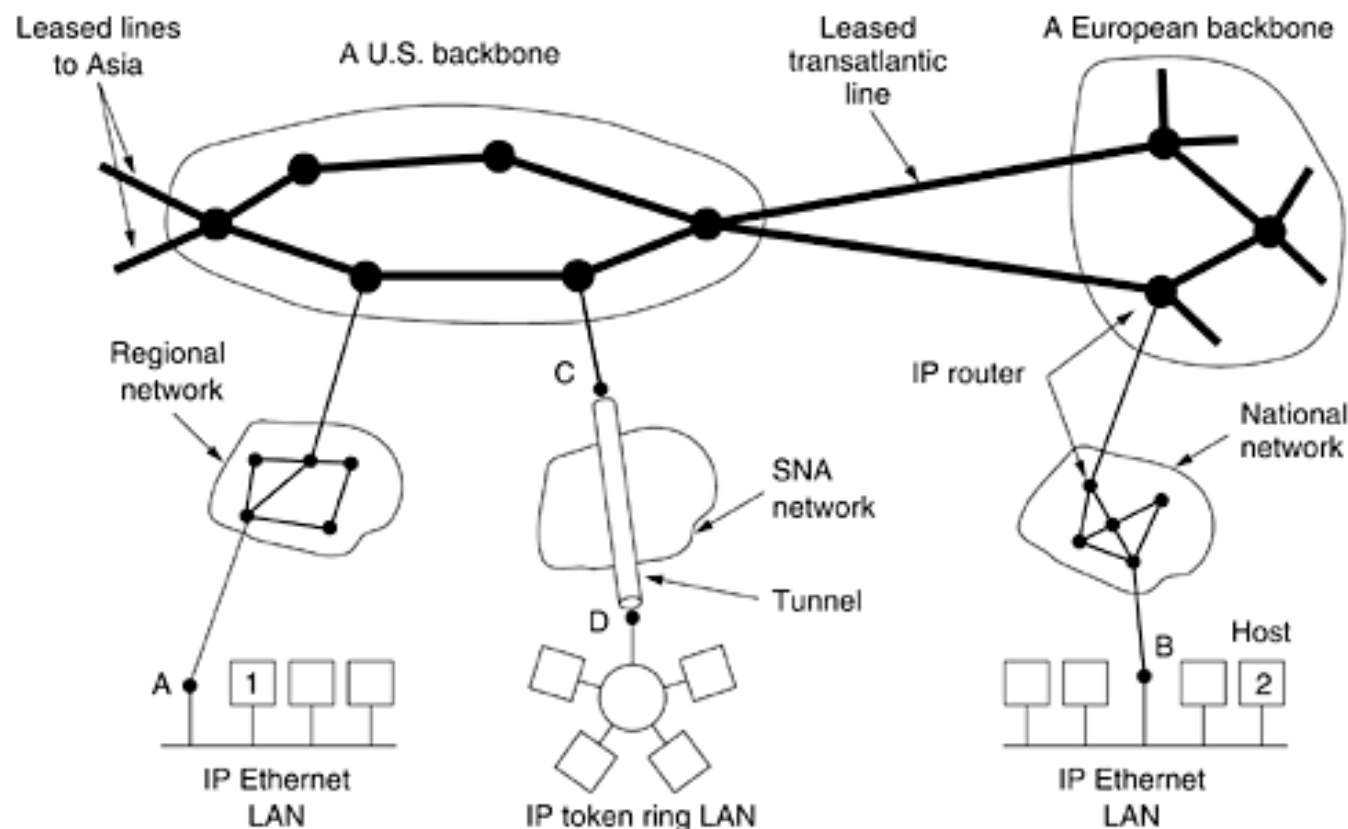 Leased lines
to Asia
A U.S. backbone
Leased
transatlantic
line
A European backbone
Regional
network
C
SNA
network
IP router
National
network
Tunnel
D
A
1
B
Host
2
IP Ethernet
LAN
IP token ring LAN
IP Ethernet
LAN